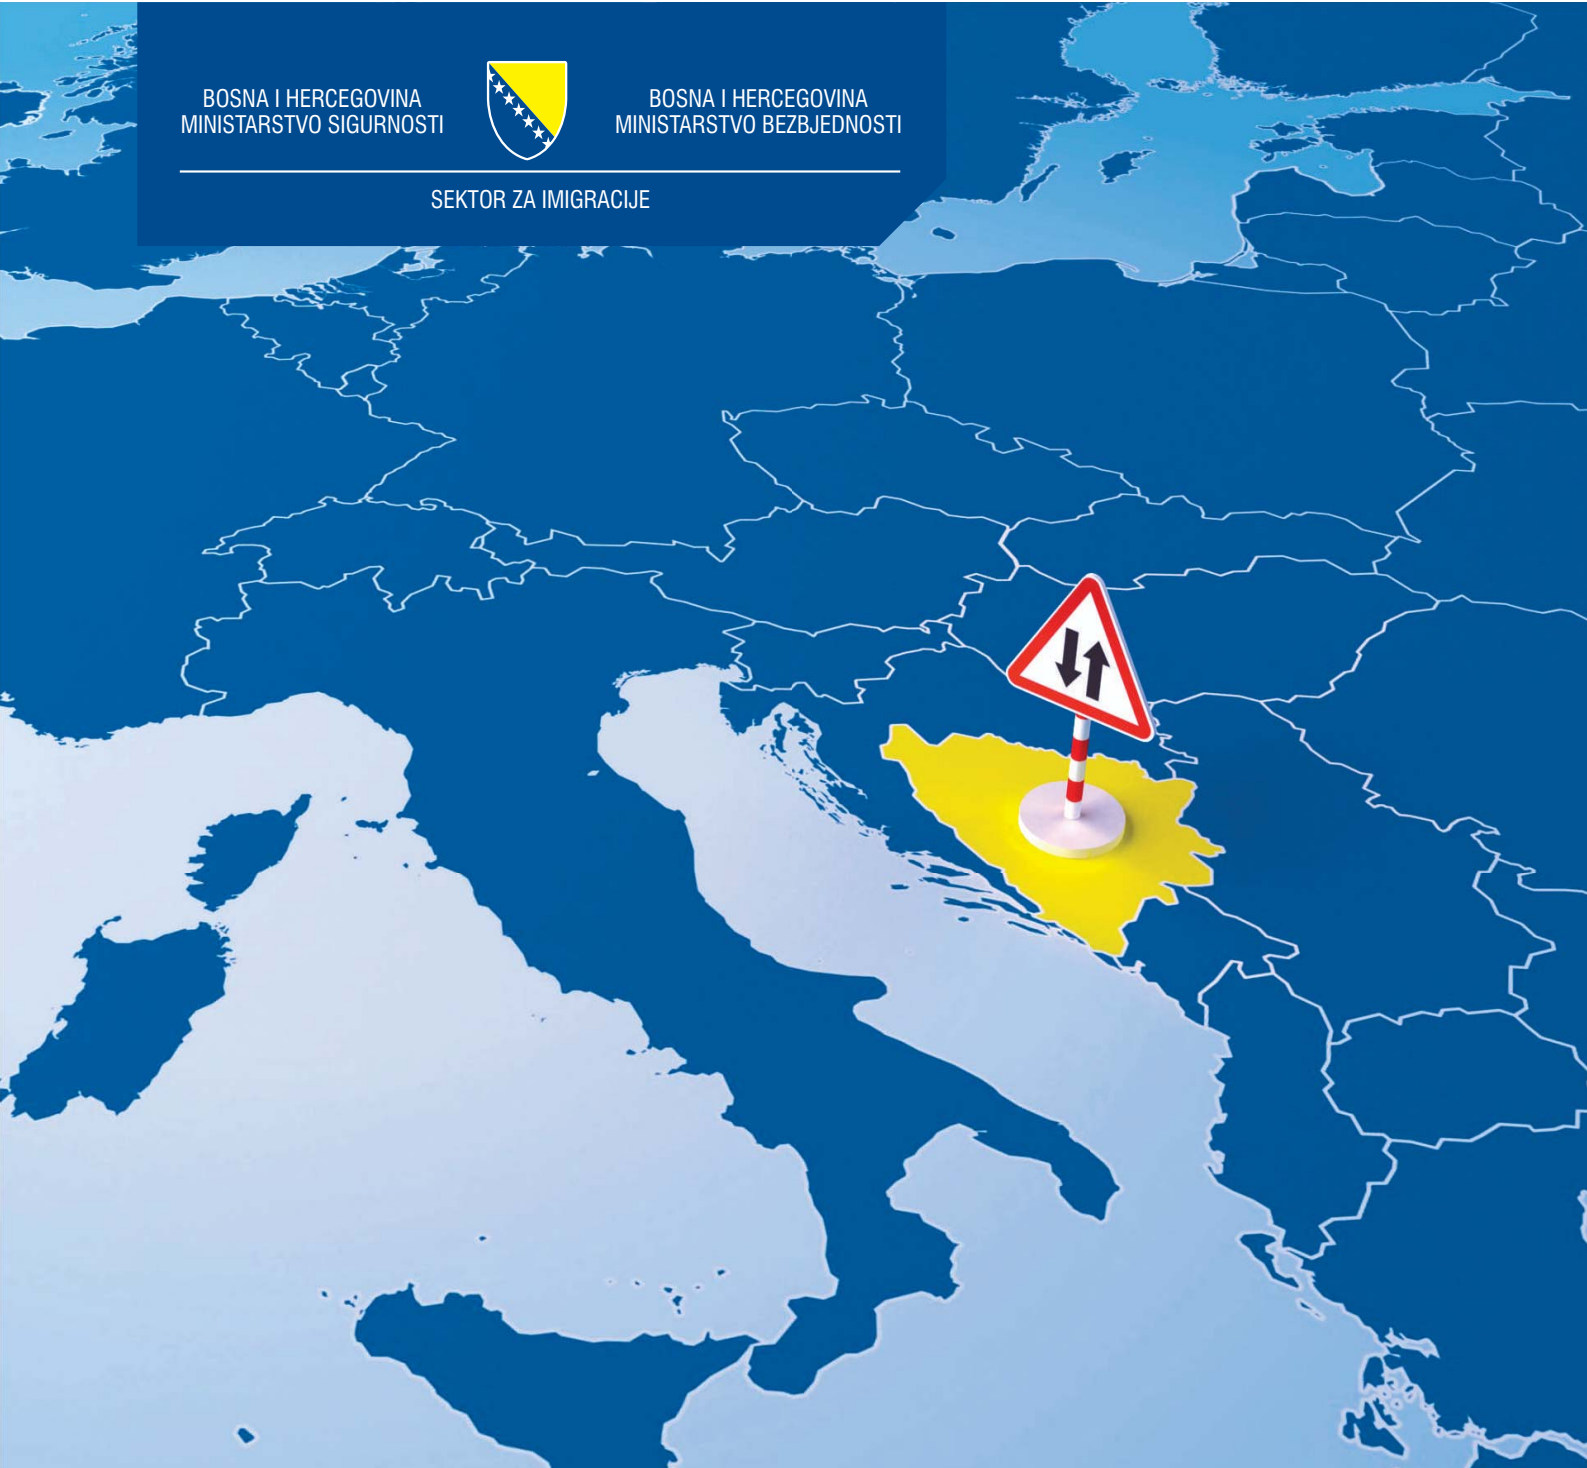 BOSNA I HERCEGOVINA
MINISTARSTVO SIGURNOSTI
BOSNA I HERCEGOVINA
MINISTARSTVO BEZBJEDNOSTI
SEKTOR ZA IMIGRACIJE